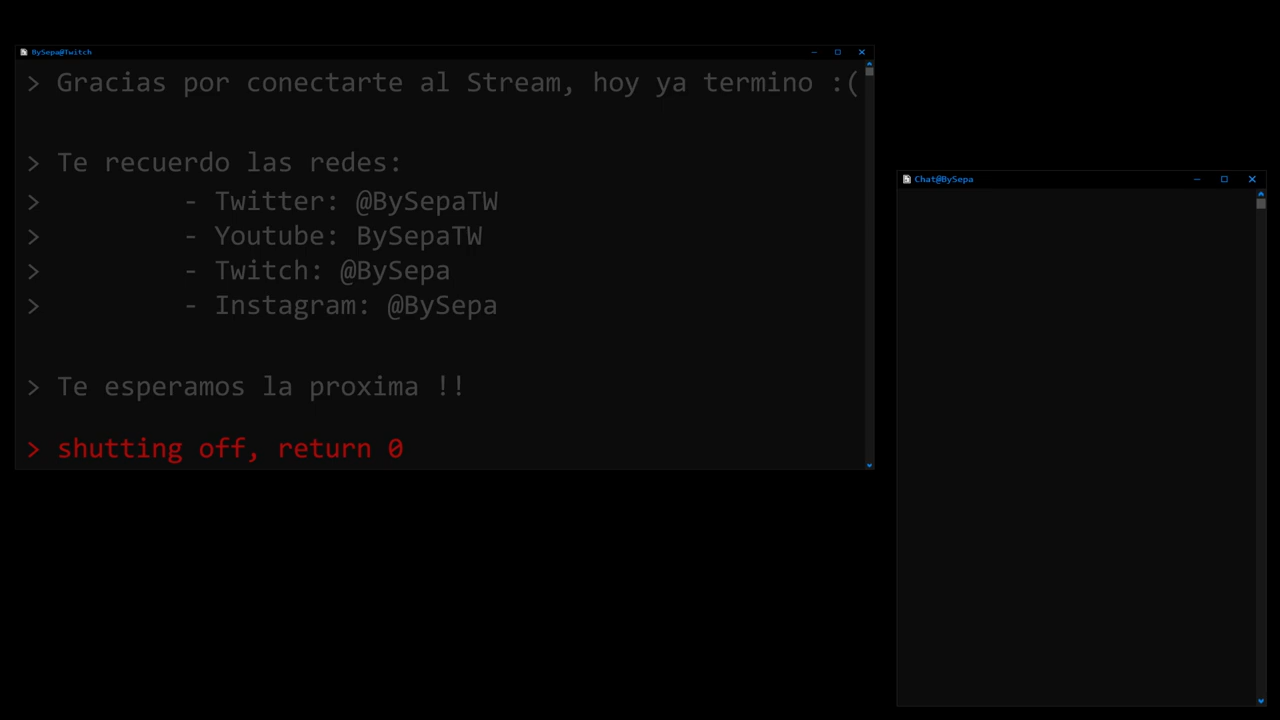 BySepa@Twitch
> Gracias por conectarte al Stream, hoy ya termino :(
> Te recuerdo las redes:
> - Twitter: @BySepaTW
> - Youtube: BySepaTW
> - Twitch: @BySepa
> - Instagram: @BySepa
> Te esperamos la proxima !!
> shutting off, return 0
Chat@BySepa